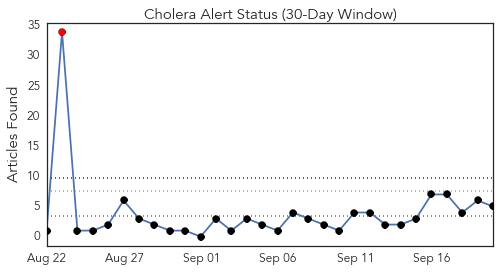 Cholera Alert Status (30-Day Window)
Articles Found
35
30
25
20
15
10
5
0
Aug 22 Aug 27 Sep 01 Sep 06 Sep 11 Sep 16